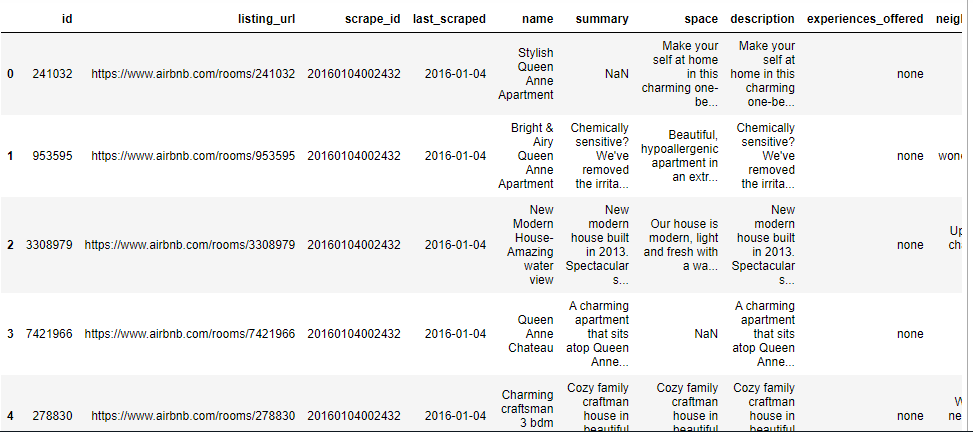 id listing_url scrape_id last_scraped name summary space description experiences_offered neigl
0 241032 https://www.airbnb.com/rooms/241032 20160104002432 2016-01-04 Stylish Queen Anne Apartment NaN Make your self at home in this charming one-be... Make your self at home in this charming one-be... none
1 953595 https://www.airbnb.com/rooms/953595 20160104002432 2016-01-04 Bright & Airy Queen Anne Apartment Chemically sensitive? We've removed the irrita... Beautiful, hypoallergenic apartment in an extr... Chemically sensitive? We've removed the irrita... none
2 3308979 https://www.airbnb.com/rooms/3308979 20160104002432 2016-01-04 New Modern House-Amazing water view New modern house built in 2013. Spectacular s... Our house is modern, light and fresh with a wa... New modern house built in 2013. Spectacular s... none
3 7421966 https://www.airbnb.com/rooms/7421966 20160104002432 2016-01-04 Queen Anne Chateau A charming apartment that sits atop Queen Anne... NaN A charming apartment that sits atop Queen Anne... none
4 278830 https://www.airbnb.com/rooms/278830 20160104002432 2016-01-04 Charming craftsman 3 bdm Cozy family craftman house in beautiful Cozy family craftman house in beautiful Cozy family craftman house in beautiful none